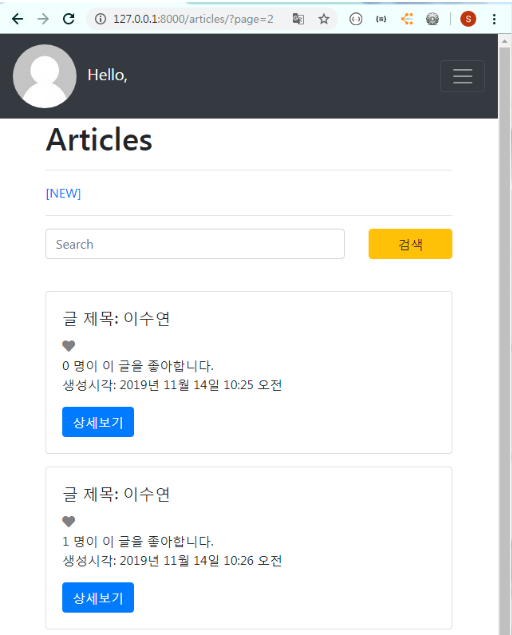 127.0.0.1:8000/articles/?page=2
S
Hello,
Articles
[NEW]
Search
검색
글 제목: 이수연
0 명이 이 글을 좋아합니다.
생성시각: 2019년 11월 14일 10:25 오전
상세보기
글 제목: 이수연
1 명이 이 글을 좋아합니다.
생성시각: 2019년 11월 14일 10:26 오전
상세보기